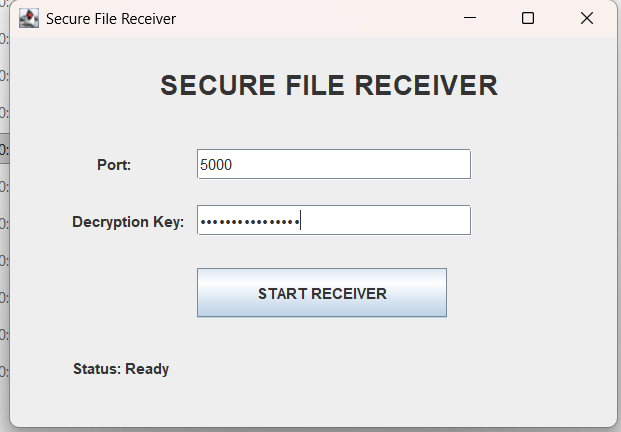 Secure File Receiver
SECURE FILE RECEIVER
Port: 5000
Decryption Key: ••••••••••••••••
START RECEIVER
Status: Ready